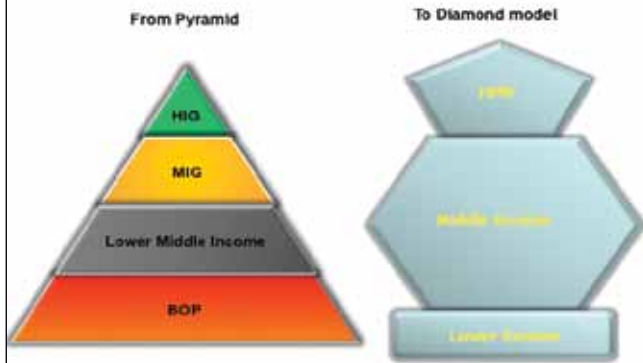 From Pyramid
HIG
MIG
Lower Middle Income
BOP
To Diamond model
Middle Income
Lower Income